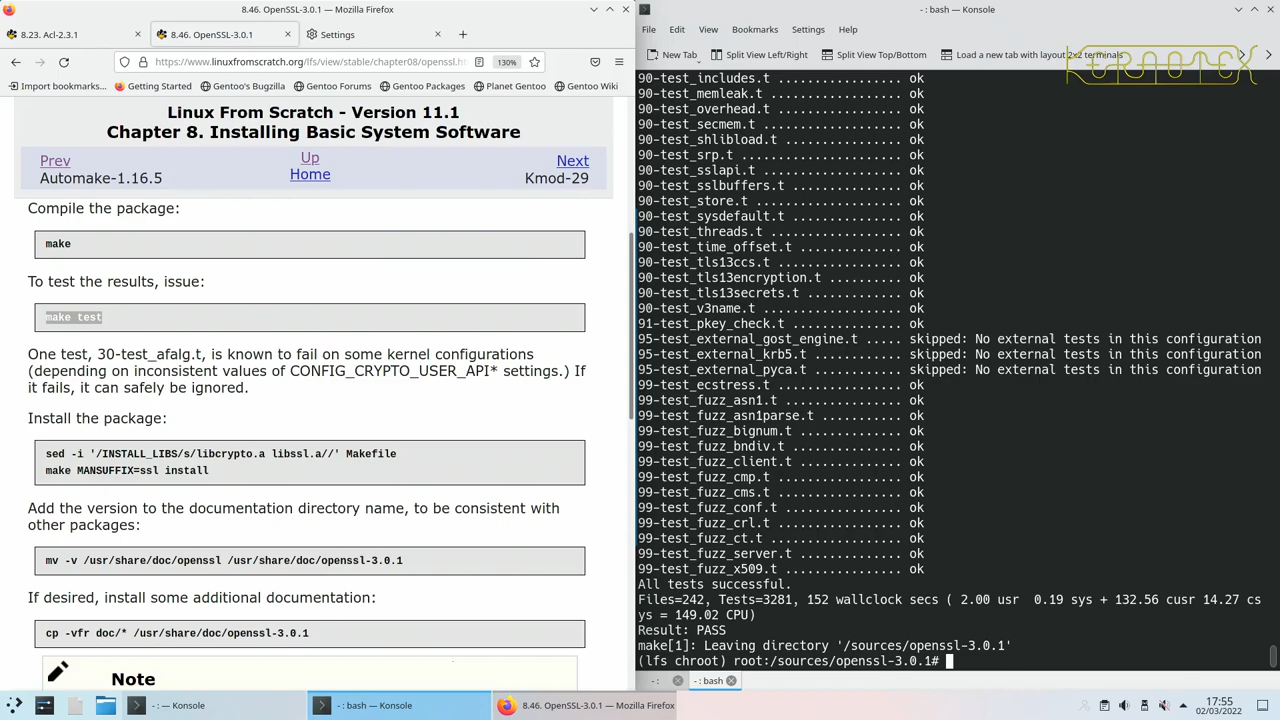 8.46. OpenSSL-3.0.1 — Mozilla Firefox
8.23. Acl-2.3.1
8.46. OpenSSL-3.0.1
Settings
https://www.linuxfromscratch.org/lfs/view/stable/chapter08/openssl.h
130%
Import bookmarks...
Getting Started
Gentoo's Bugzilla
Gentoo Forums
Gentoo Packages
Planet Gentoo
Gentoo Wiki
Linux From Scratch - Version 11.1
Chapter 8. Installing Basic System Software
Prev
Up
Next
Automake-1.16.5
Home
Kmod-29
Compile the package:
make
To test the results, issue:
make test
One test, 30-test_afalg.t, is known to fail on some kernel configurations
(depending on inconsistent values of CONFIG_CRYPTO_USER_API* settings.) If
it fails, it can safely be ignored.
Install the package:
sed -i '/INSTALL_LIBS/s/libcrypto.a libssl.a//' Makefile
make MANSUFFIX=ssl install
Add the version to the documentation directory name, to be consistent with
other packages:
mv -v /usr/share/doc/openssl /usr/share/doc/openssl-3.0.1
If desired, install some additional documentation:
cp -vfr doc/* /usr/share/doc/openssl-3.0.1
Note
- : bash — Konsole
File
Edit
View
Bookmarks
Settings
Help
New Tab
Split View Left/Right
Split View Top/Bottom
Load a new tab with layout 2x2 terminals
KERNOTEX
90-test_includes.t ............... ok
90-test_memleak.t ................ ok
90-test_overhead.t ............... ok
90-test_secmem.t ................. ok
90-test_shlibload.t .............. ok
90-test_srp.t .................... ok
90-test_sslapi.t ................. ok
90-test_sslbuffers.t ............. ok
90-test_store.t .................. ok
90-test_sysdefault.t ............. ok
90-test_threads.t ................ ok
90-test_time_offset.t ............ ok
90-test_tls13ccs.t ............... ok
90-test_tls13encryption.t ........ ok
90-test_tls13secrets.t ........... ok
90-test_v3name.t ................. ok
91-test_pkey_check.t ............. ok
95-test_external_gost_engine.t ..... skipped: No external tests in this configuration
95-test_external_krb5.t ............ skipped: No external tests in this configuration
95-test_external_pyca.t ............ skipped: No external tests in this configuration
99-test_ecstress.t ............... ok
99-test_fuzz_asn1.t .............. ok
99-test_fuzz_asn1parse.t ......... ok
99-test_fuzz_bignum.t ............ ok
99-test_fuzz_bndiv.t ............. ok
99-test_fuzz_client.t ............ ok
99-test_fuzz_cmp.t ............... ok
99-test_fuzz_cms.t ............... ok
99-test_fuzz_conf.t .............. ok
99-test_fuzz_crl.t ............... ok
99-test_fuzz_ct.t ................ ok
99-test_fuzz_server.t ............ ok
99-test_fuzz_x509.t .............. ok
All tests successful.
Files=242, Tests=3281, 152 wallclock secs ( 2.00 usr  0.19 sys + 132.56 cusr 14.27 cs
ys = 149.02 CPU)
Result: PASS
make[1]: Leaving directory '/sources/openssl-3.0.1'
(lfs chroot) root:/sources/openssl-3.0.1#
- :
- : bash
- : — Konsole
- : bash — Konsole
8.46. OpenSSL-3.0.1 — Mozilla Firefox
17:55
02/03/2022